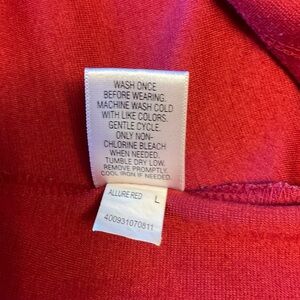 WASH ONCE
BEFORE WEARING.
MACHINE WASH COLD
WITH LIKE COLORS.
GENTLE CYCLE.
ONLY NON-
CHLORINE BLEACH
WHEN NEEDED.
TUMBLE DRY LOW.
REMOVE PROMPTLY.
COOL IRON IF NEEDED.
ALLURE RED L
400931070811